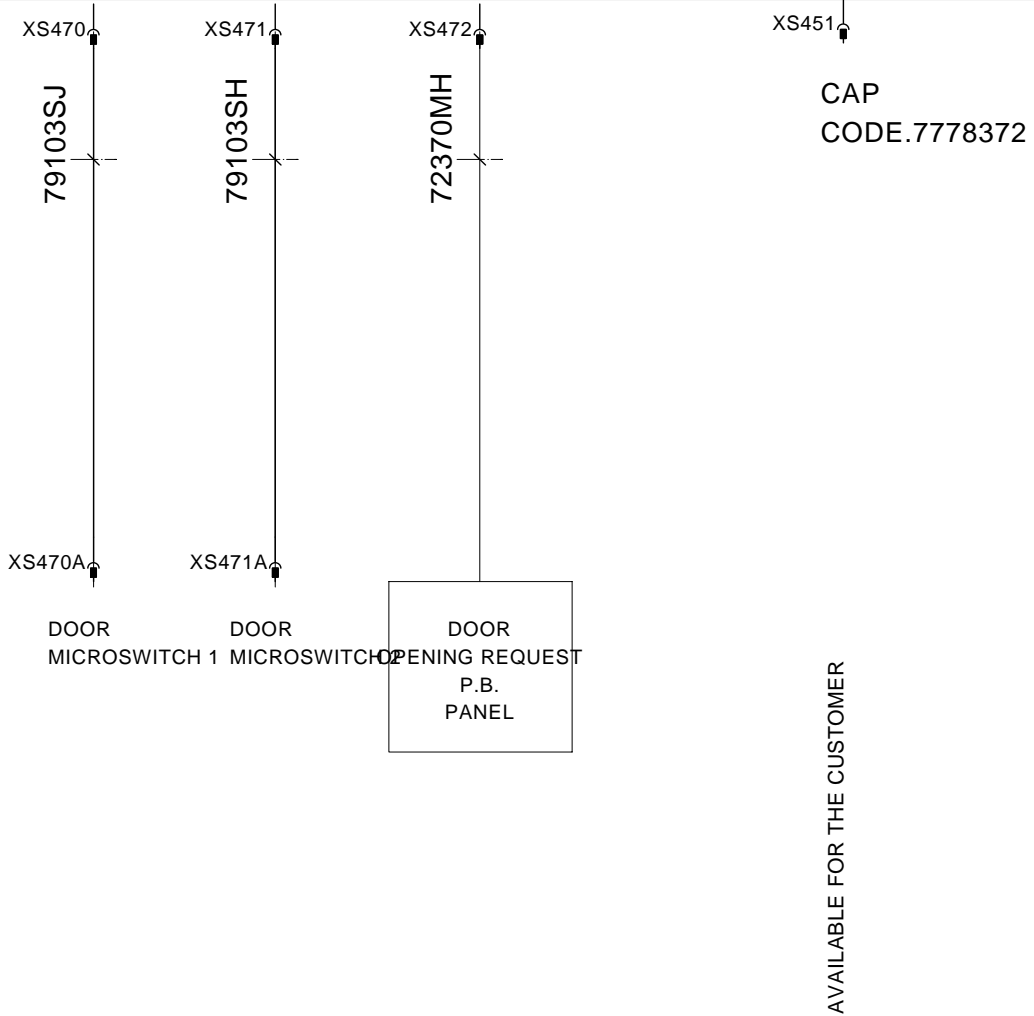 XS470
XS471
XS472
XS451
CAP
CODE.7778372
79103SJ
79103SH
72370MH
XS470A
XS471A
DOOR
MICROSWITCH 1
DOOR
MICROSWITCH 2
DOOR
OPENING REQUEST
P.B.
PANEL
AVAILABLE FOR THE CUSTOMER